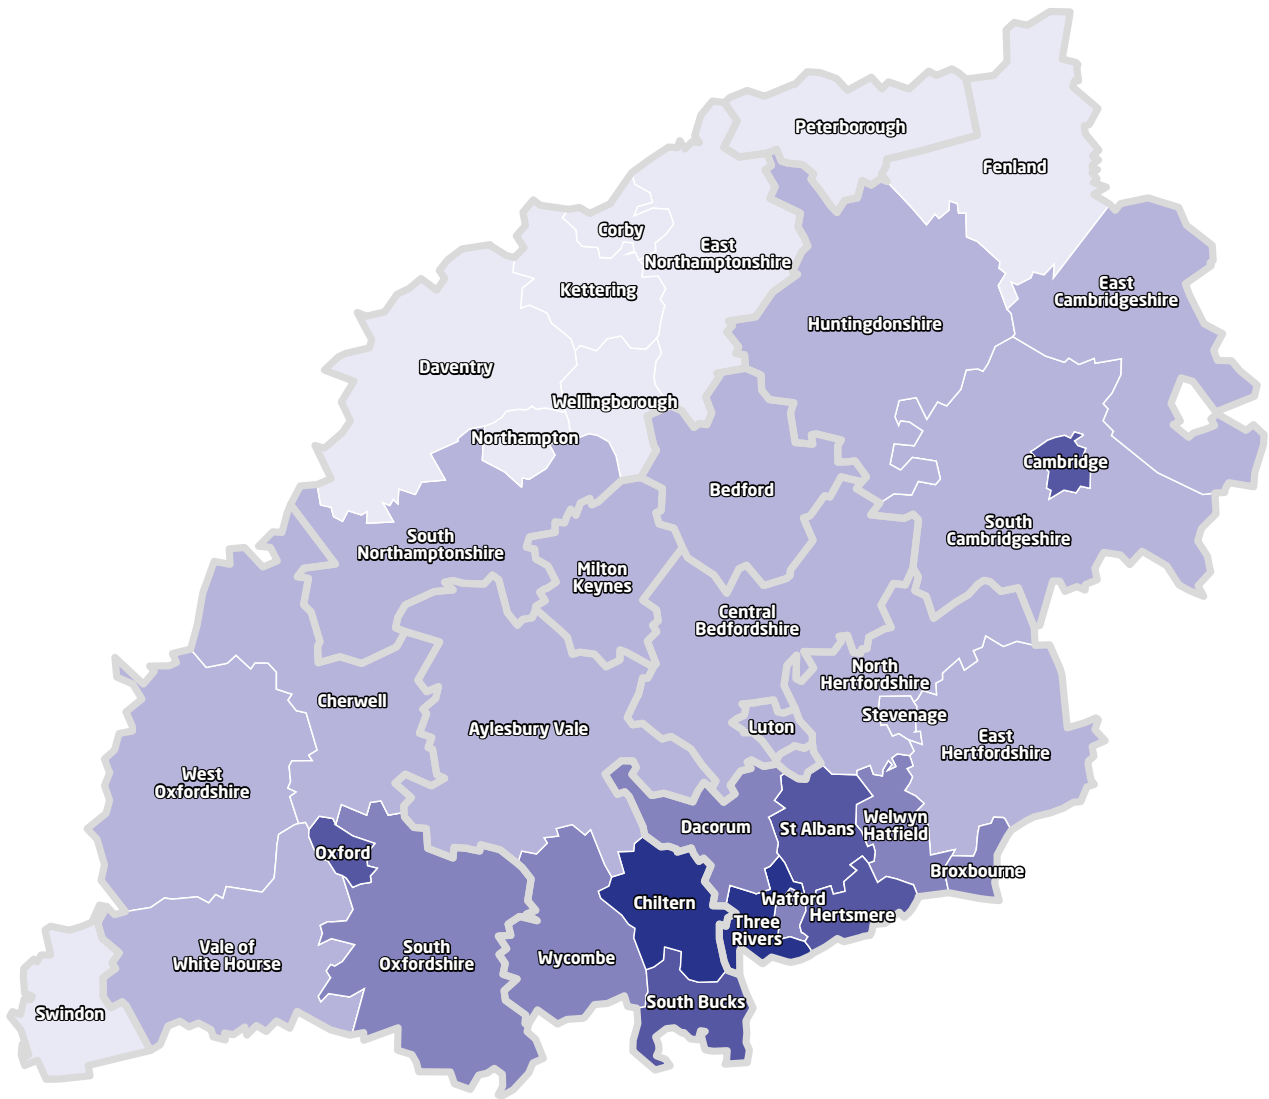 Peterborough
Fenland
Corby
East
Northamptonshire
Kettering
East
Cambridgeshire
Huntingdonshire
Daventry
Wellingborough
Northampton
Cambridge
Bedford
South
Northamptonshire
South
Cambridgeshire
Milton
Keynes
Central
Bedfordshire
North
Hertfordshire
Cherwell
Stevenage
Aylesbury Vale
Luton
East
Hertfordshire
West
Oxfordshire
Dacorum
St Albans
Welwyn
Hatfield
Oxford
Broxbourne
Chiltern
Watford
Hertsmere
Three
Rivers
Vale of
White Hourse
South
Oxfordshire
Wycombe
South Bucks
Swindon